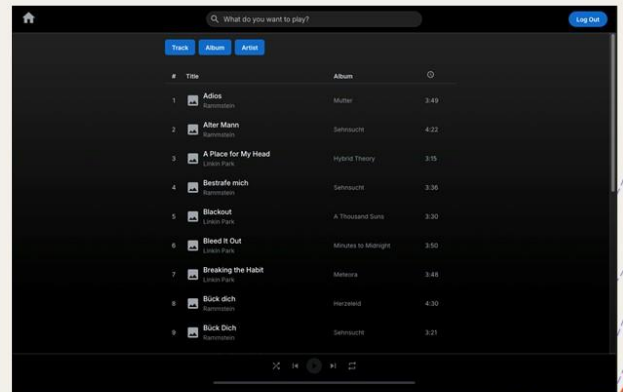 What do you want to play?
Log Out
Track Album Artist
# Title Album
1 Adios Mutter 3:49
Rammstein
2 Alter Mann Sehnsucht 4:22
Rammstein
3 A Place for My Head Hybrid Theory 3:15
Linkin Park
4 Bestrafe mich Sehnsucht 3:36
Rammstein
5 Blackout A Thousand Suns 3:30
Linkin Park
6 Bleed It Out Minutes to Midnight 3:50
Linkin Park
7 Breaking the Habit Meteora 3:48
Linkin Park
8 Bück dich Herzeleid 4:30
Rammstein
9 Bück Dich Sehnsucht 3:21
Rammstein